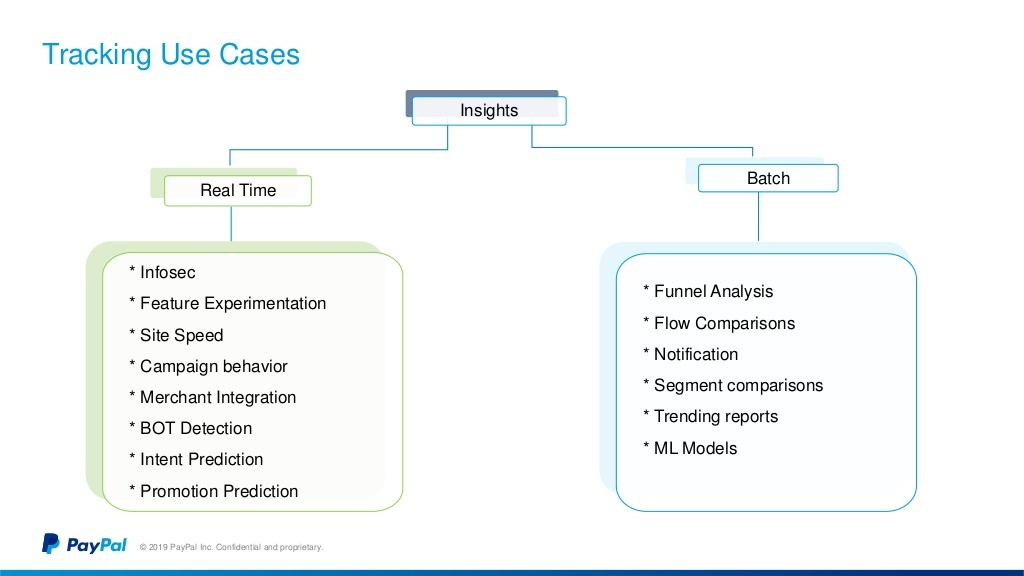 Tracking Use Cases
Insights
Real Time
Batch
* Infosec
* Feature Experimentation
* Site Speed
* Campaign behavior
* Merchant Integration
* BOT Detection
* Intent Prediction
* Promotion Prediction
* Funnel Analysis
* Flow Comparisons
* Notification
* Segment comparisons
* Trending reports
* ML Models
PayPal © 2019 PayPal Inc. Confidential and proprietary.